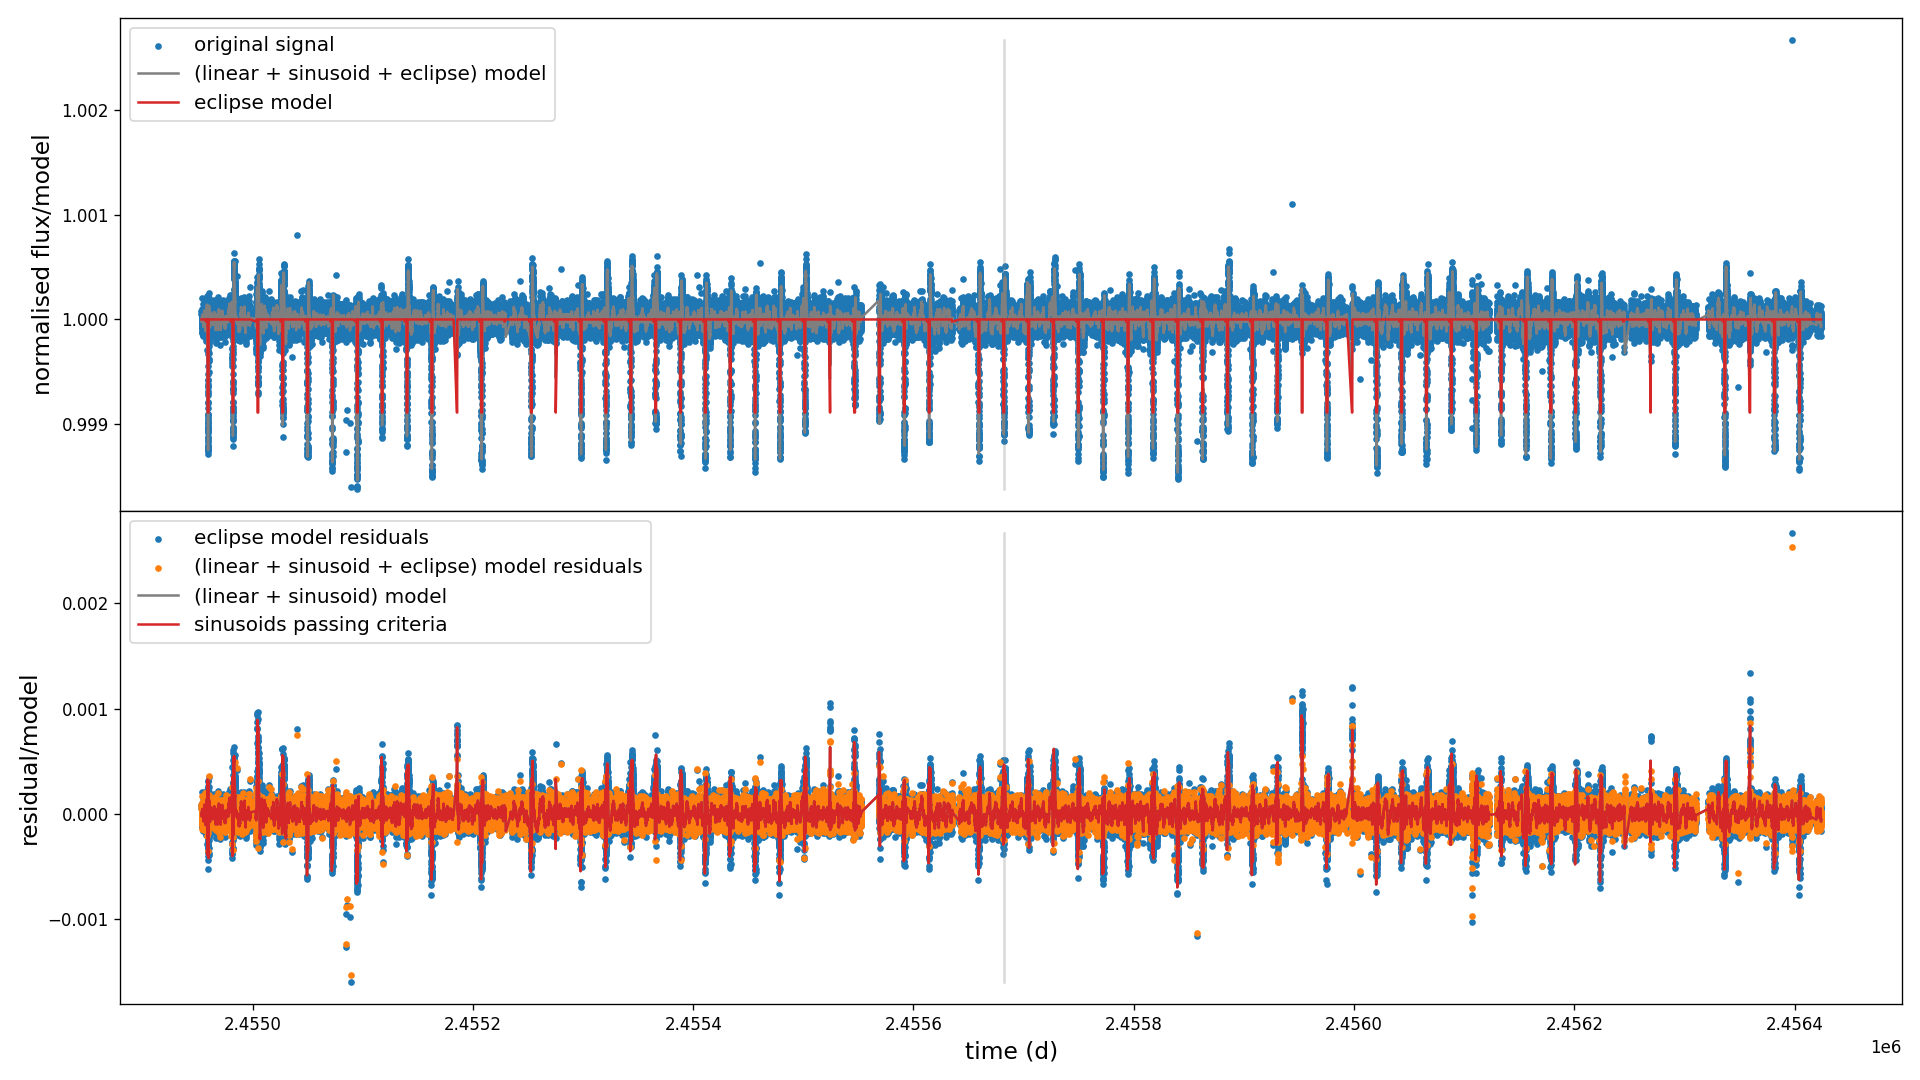 original signal
(linear + sinusoid + eclipse) model
eclipse model
1.002
1.001
1.000
0.999
normalised flux/model
eclipse model residuals
(linear + sinusoid + eclipse) model residuals
(linear + sinusoid) model
sinusoids passing criteria
0.002
0.001
0.000
−0.001
residual/model
2.4550
2.4552
2.4554
2.4556
2.4558
2.4560
2.4562
2.4564
time (d)
1e6